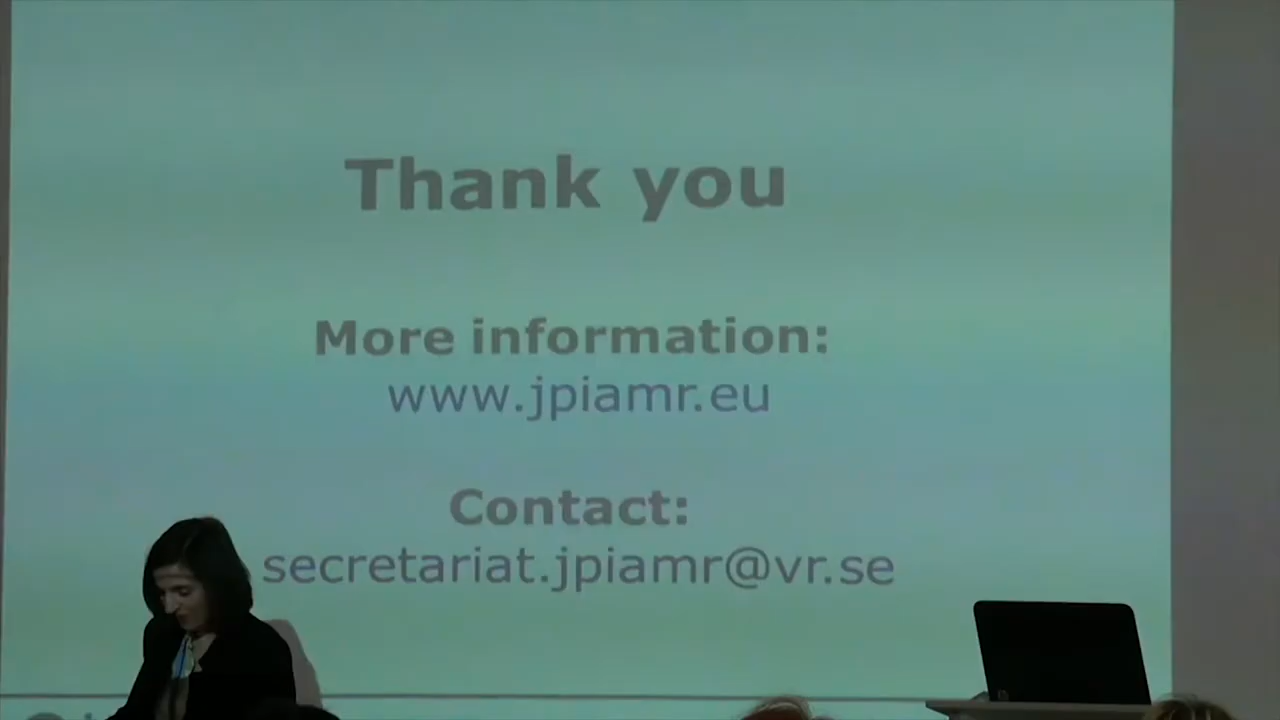 Thank you
More information:
www.jpiamr.eu
Contact:
secretariat.jpiamr@vr.se